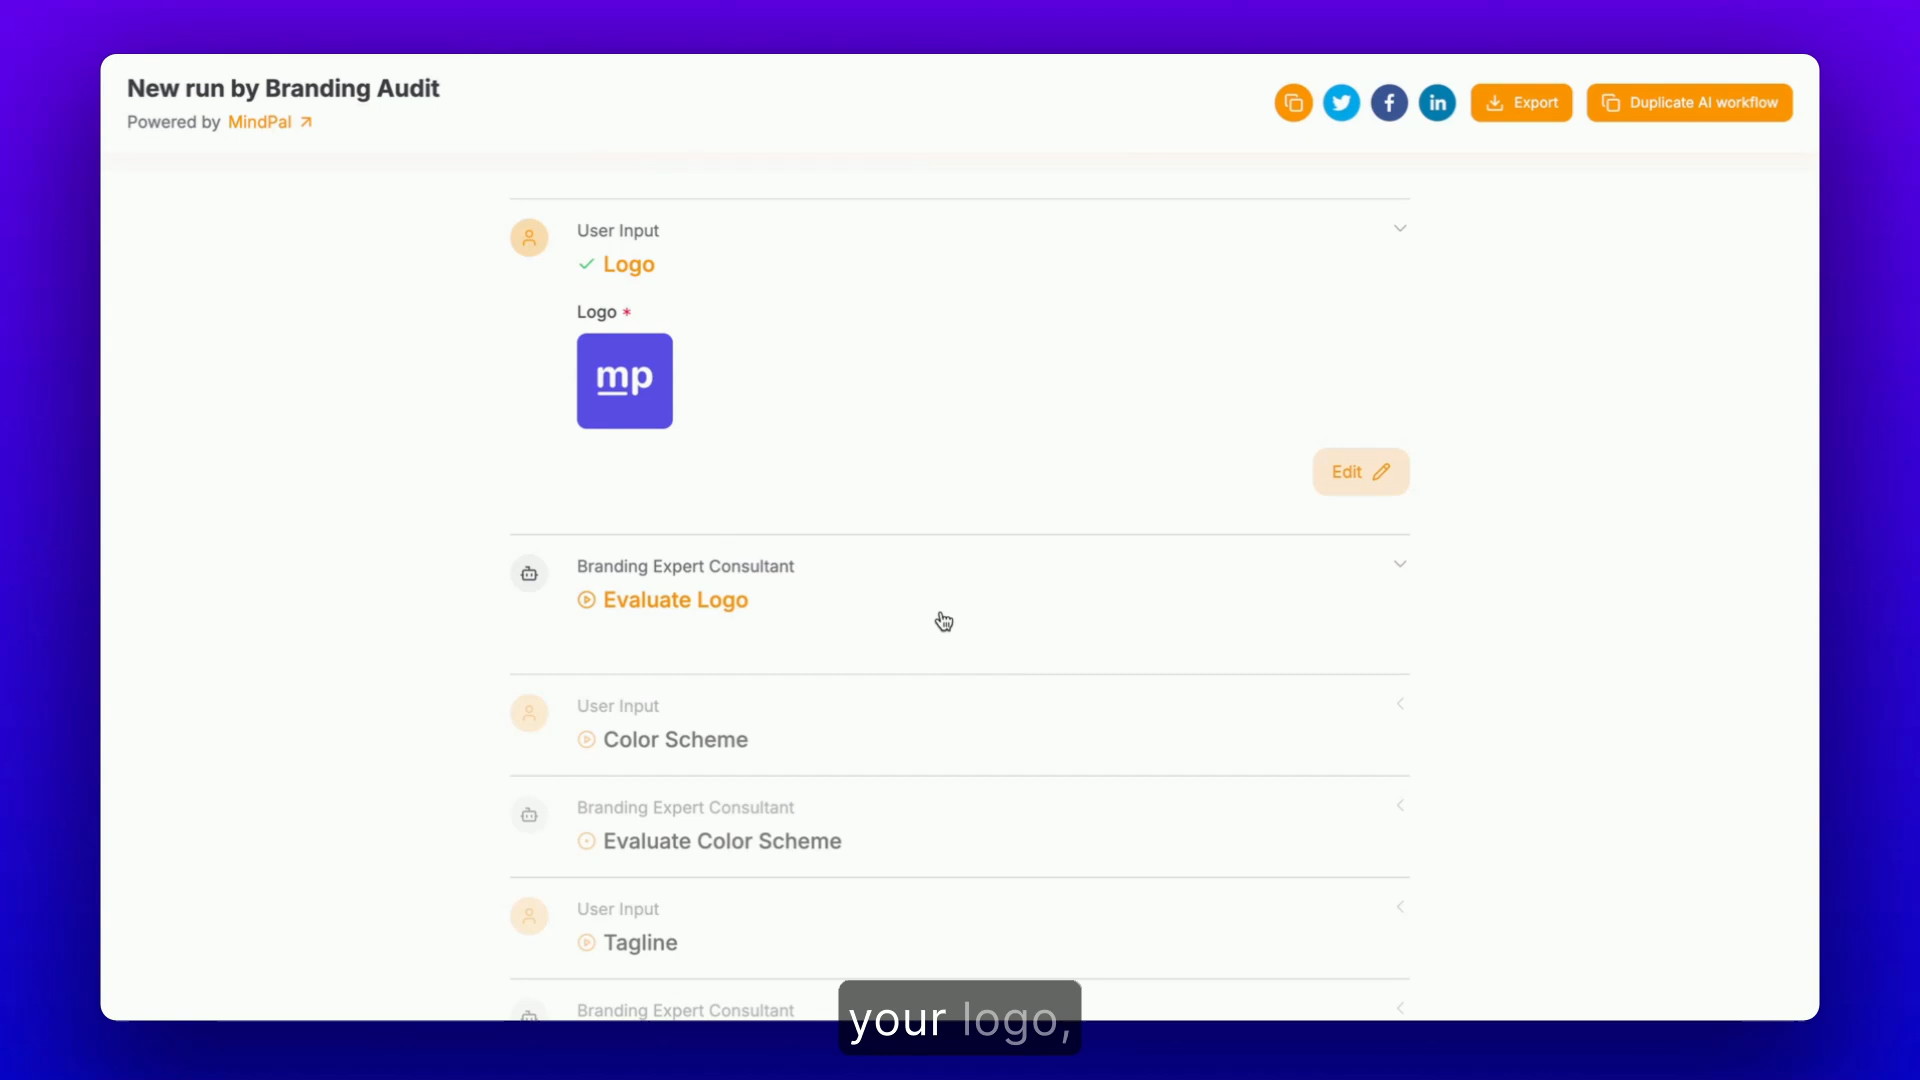 New run by Branding Audit
Powered by MindPal
Export
Duplicate AI workflow
User Input
Logo
Logo *
mp
Edit
Branding Expert Consultant
Evaluate Logo
User Input
Color Scheme
Branding Expert Consultant
Evaluate Color Scheme
User Input
Tagline
Branding Expert Consultant
your logo,